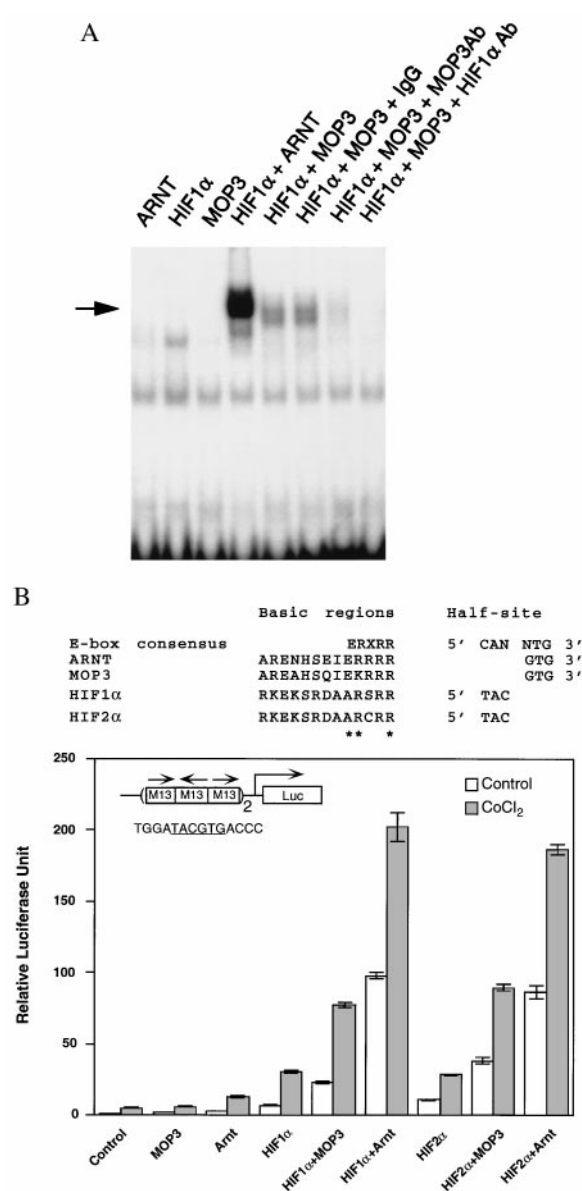 A
ARNT
HIF1α
MOP3
HIF1α + ARNT
HIF1α + MOP3
HIF1α + MOP3 + IgG
HIF1α + MOP3 + MOP3Ab
HIF1α + MOP3 + HIF1α Ab
B
Basic regions Half-site
E-box consensus ERXRR 5' CAN NTG 3'
ARNT ARENHSEIERRRR GTG 3'
MOP3 AREAHSQIEKRRR GTG 3'
HIF1α RKEKSRDAARSRR 5' TAC
HIF2α RKEKSRDAARCRR 5' TAC
** *
250
200
150
100
50
0
Relative Luciferase Unit
M13 M13 M13 2 Luc
TGGATACGTGACCC
Control
CoCl2
Control
MOP3
Arnt
HIF1α
HIF1α+MOP3
HIF1α+Arnt
HIF2α
HIF2α+MOP3
HIF2α+Arnt